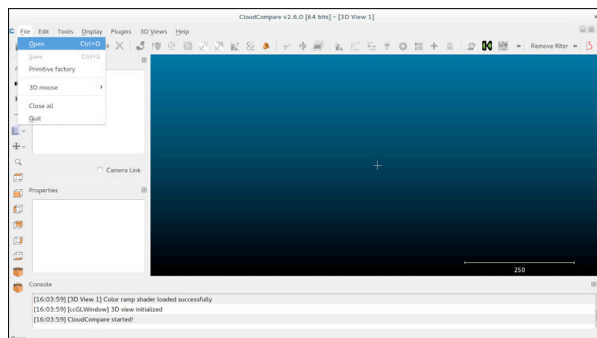 CloudCompare v2.6.0 [64 bits] - [3D View 1]
File Edit Tools Display Plugins 3D Views Help
Open Ctrl+O
Save Ctrl+S
Primitive factory
3D mouse
Close all
Quit
Remove filter
Camera Link
Properties
250
Console
[16:03:59] [3D View 1] Color ramp shader loaded successfully
[16:03:59] [ccGLWindow] 3D view initialized
[16:03:59] CloudCompare started!